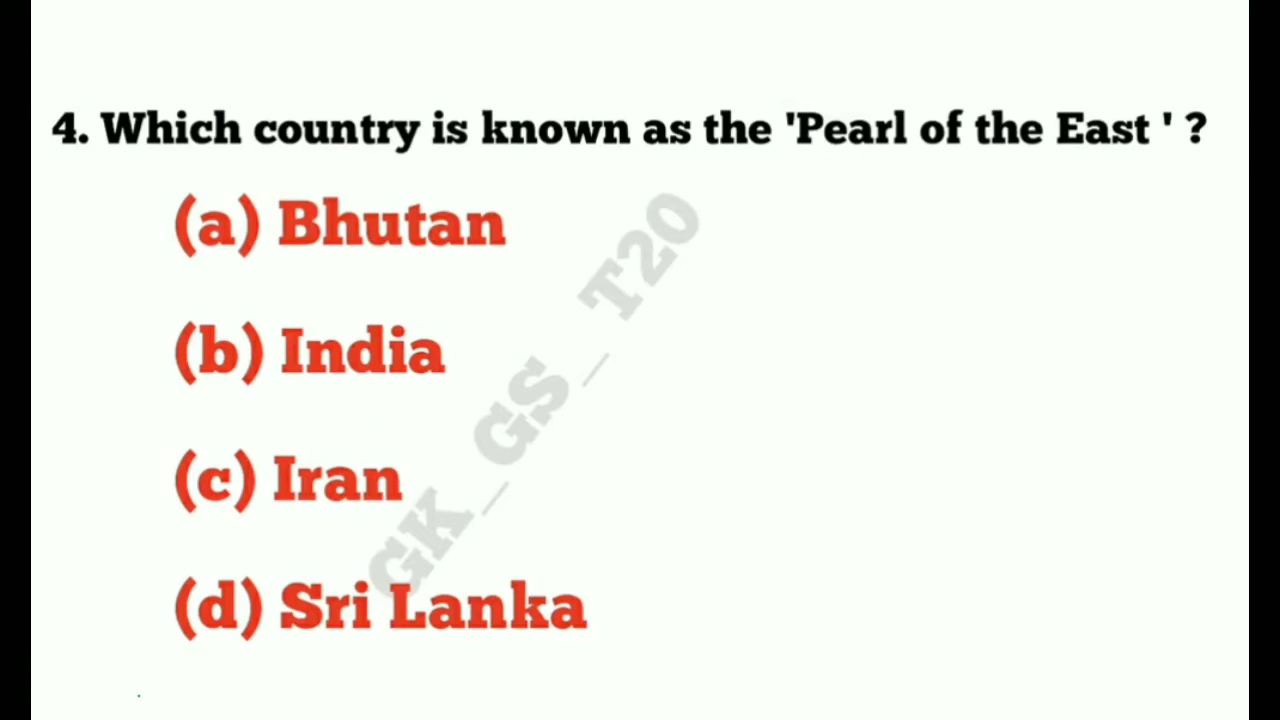 4. Which country is known as the 'Pearl of the East ' ?
(a) Bhutan
(b) India
(c) Iran
(d) Sri Lanka
GK_GS_T20